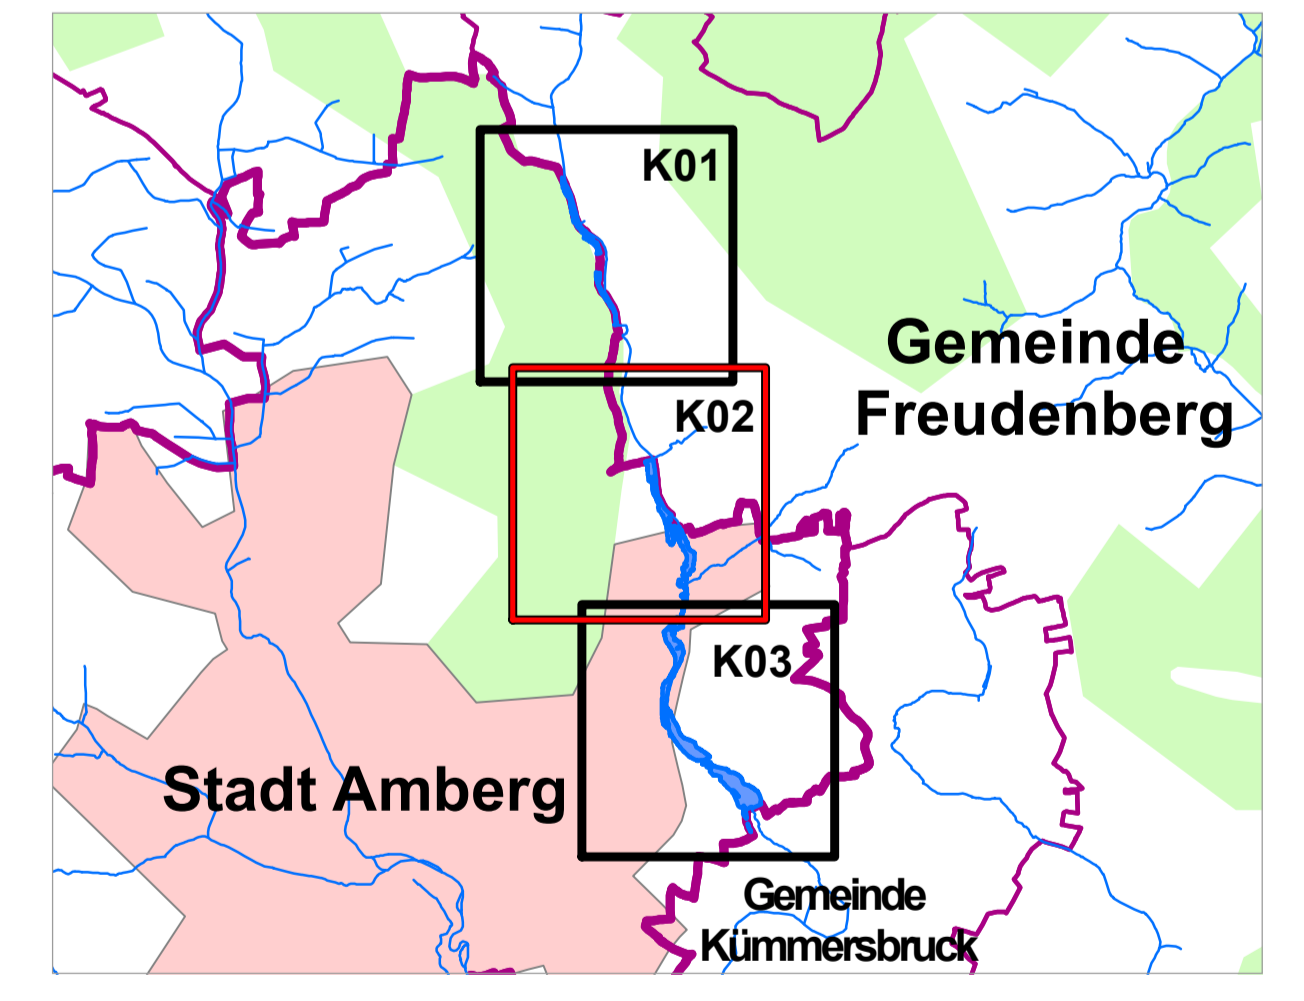 K01
Gemeinde
Freudenberg
K02
K03
Stadt Amberg
Gemeinde
Kümmersbruck